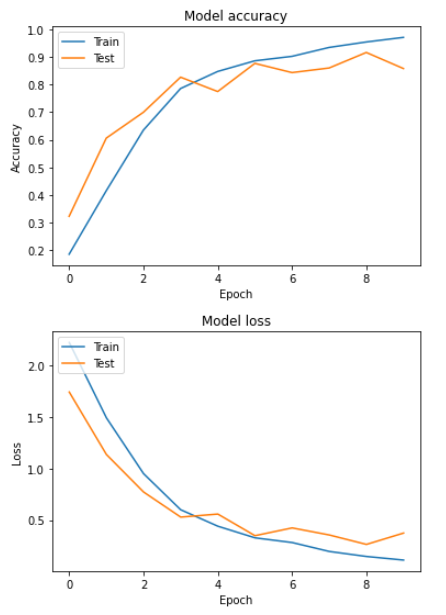 Model accuracy
1.0
0.9
0.8
0.7
0.6
0.5
0.4
0.3
0.2
Accuracy
Train
Test
0 2 4 6 8
Epoch
Model loss
2.0
1.5
1.0
0.5
Loss
Train
Test
0 2 4 6 8
Epoch